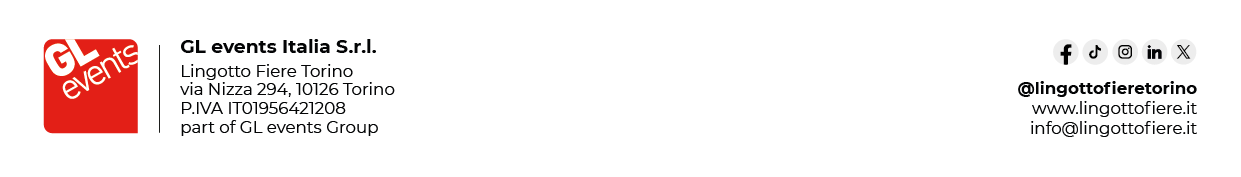 GL
events
GL events Italia S.r.l.
Lingotto Fiere Torino
via Nizza 294, 10126 Torino
P.IVA IT01956421208
part of GL events Group
@lingottofieretorino
www.lingottofiere.it
info@lingottofiere.it